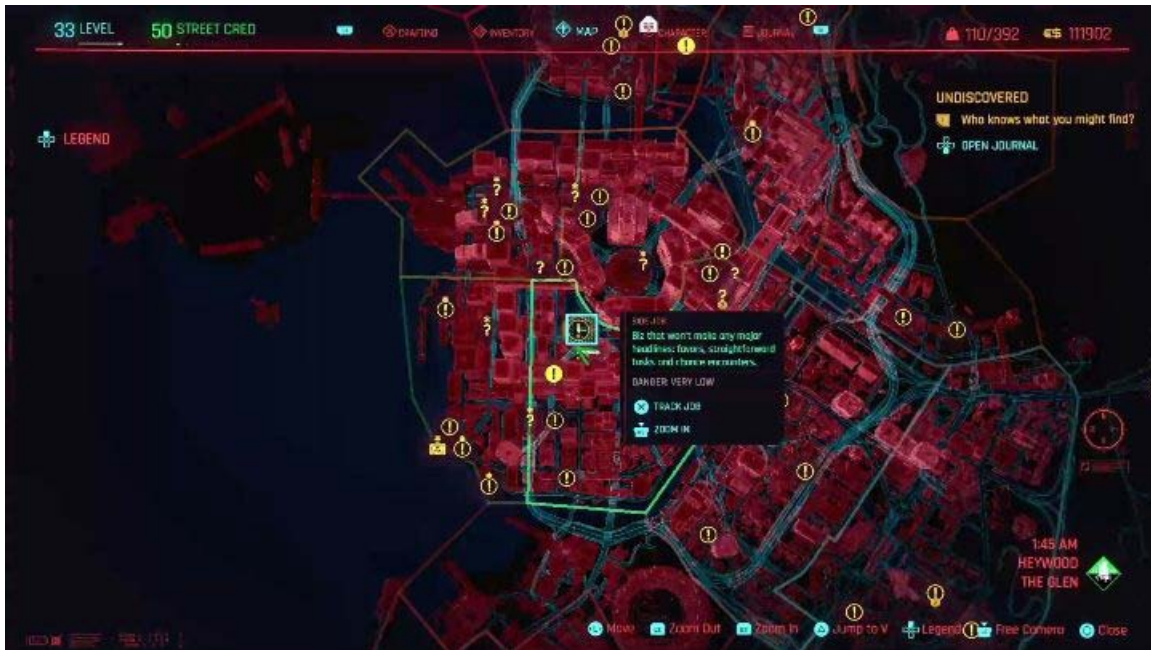 33 LEVEL
50 STREET CRED
CRAFTING
INVENTORY
MAP
CHARACTER
JOURNAL
110/392
111902
LEGEND
UNDISCOVERED
Who knows what you might find?
OPEN JOURNAL
SIDE JOB
Biz that won't make any major
headlines: favors, straightforward
tasks and chance encounters.
DANGER: VERY LOW
TRACK JOB
ZOOM IN
1:45 AM
HEYWOOD
THE GLEN
Move
Zoom Out
Zoom In
Jump to V
Legend
Free Camera
Close